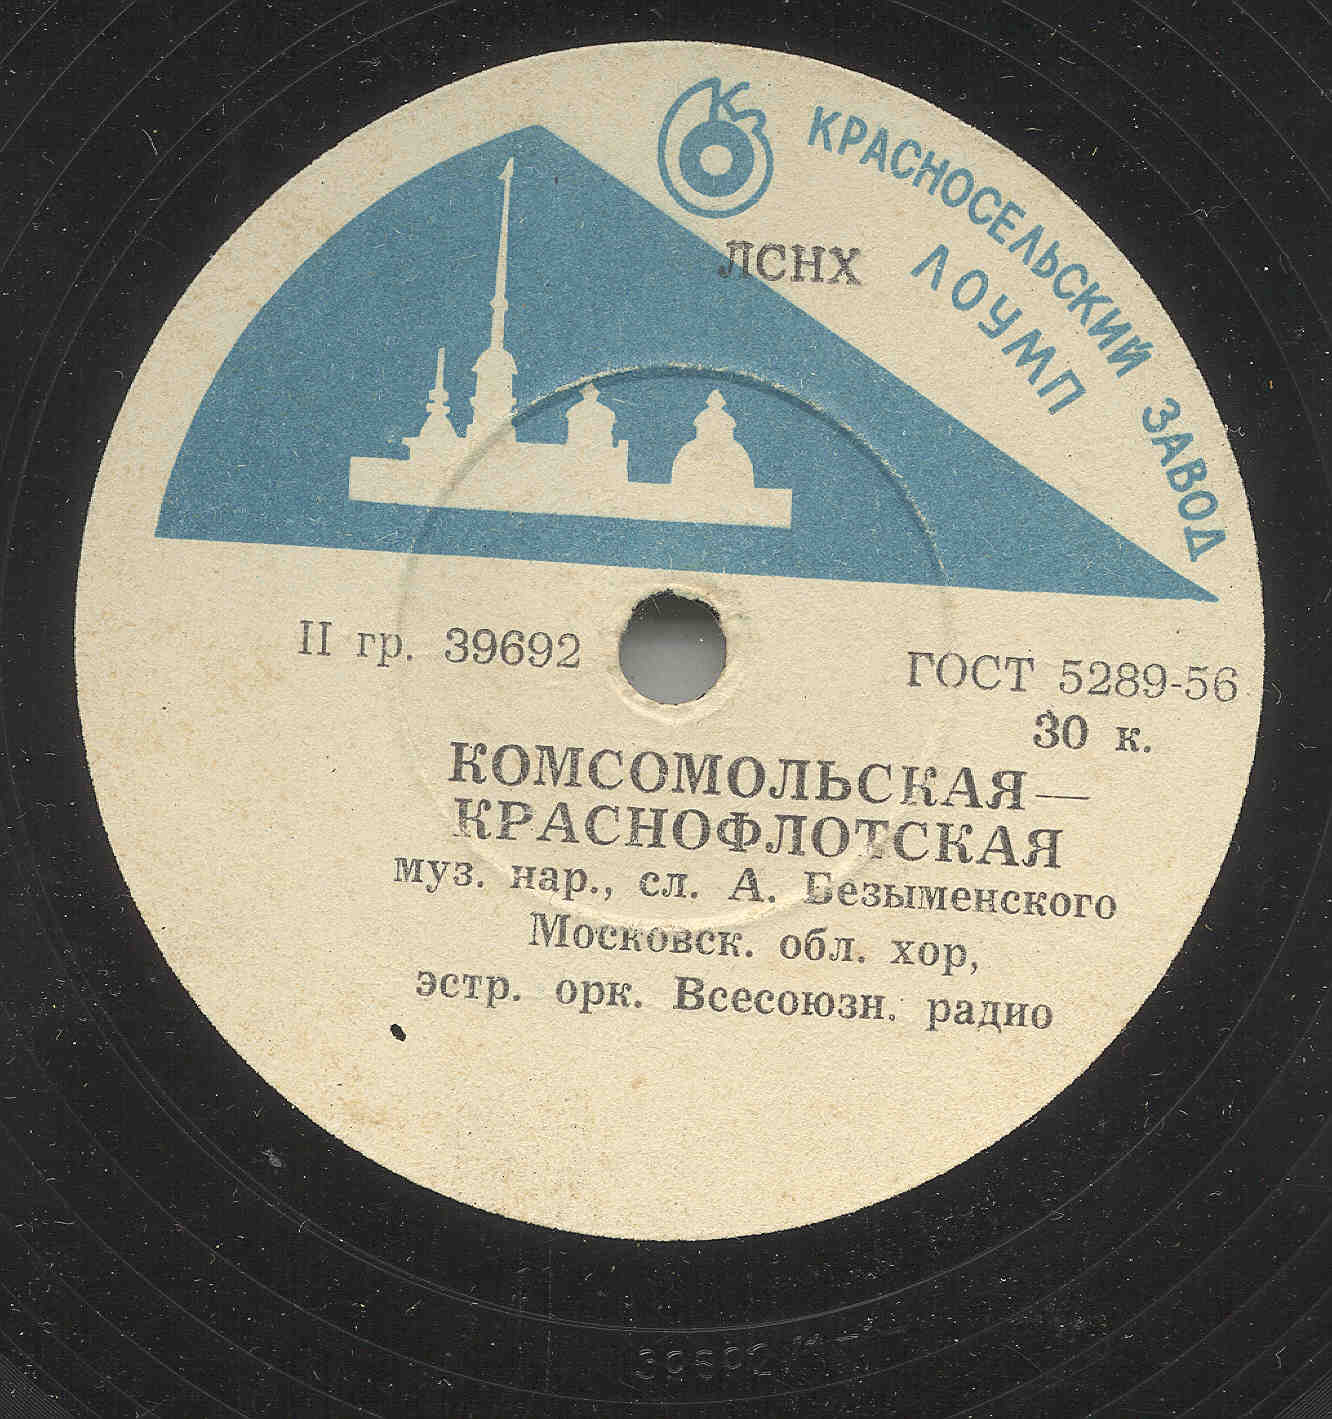 КРАСНОСЕЛЬСКИЙ ЗАВОД
ЛОУМП
ЛСНХ
II гр. 39692
ГОСТ 5289-56
30 к.
КОМСОМОЛЬСКАЯ—
КРАСНОФЛОТСКАЯ
муз. нар., сл. А. Безыменского
Московск. обл. хор,
эстр. орк. Всесоюзн. радио